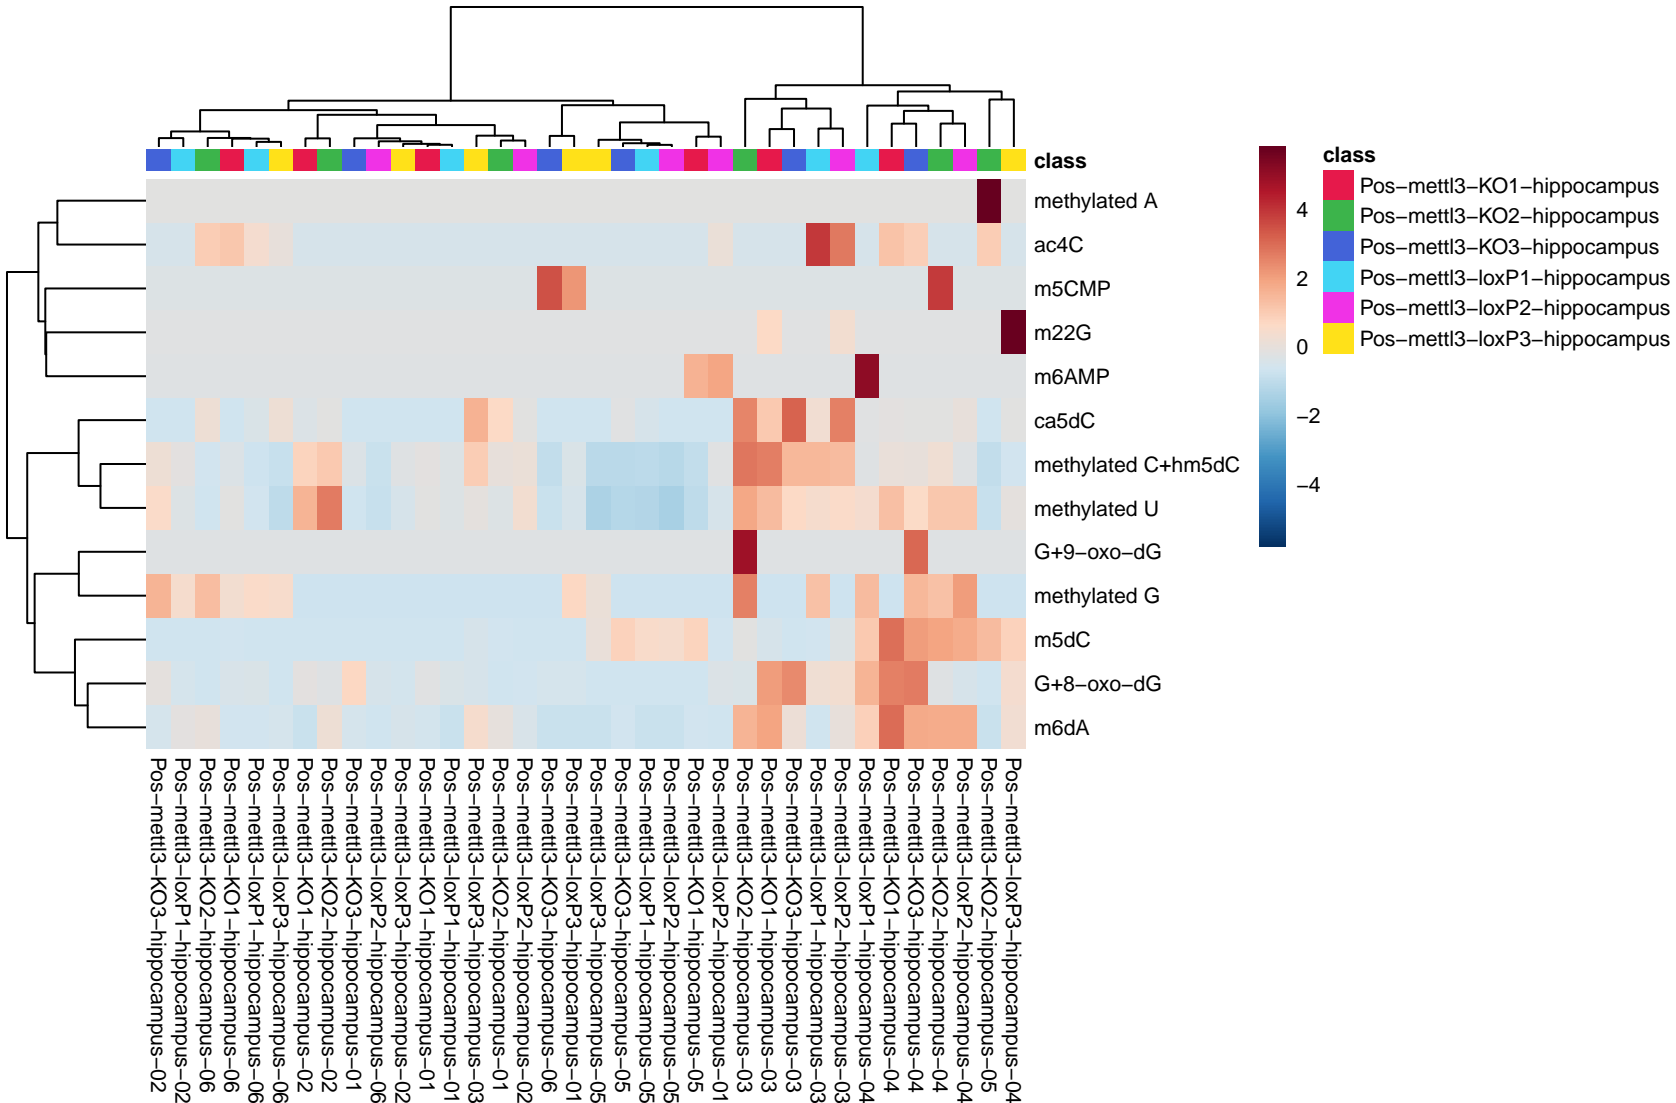 class
methylated A
ac4C
m5CMP
m22G
m6AMP
ca5dC
methylated C+hm5dC
methylated U
G+9−oxo−dG
methylated G
m5dC
G+8−oxo−dG
m6dA
4
2
0
−2
−4
class
Pos−mettl3−KO1−hippocampus
Pos−mettl3−KO2−hippocampus
Pos−mettl3−KO3−hippocampus
Pos−mettl3−loxP1−hippocampus
Pos−mettl3−loxP2−hippocampus
Pos−mettl3−loxP3−hippocampus
Pos−mettl3−KO3−hippocampus−02
Pos−mettl3−loxP1−hippocampus−02
Pos−mettl3−KO2−hippocampus−06
Pos−mettl3−KO1−hippocampus−06
Pos−mettl3−loxP1−hippocampus−06
Pos−mettl3−loxP3−hippocampus−06
Pos−mettl3−KO1−hippocampus−02
Pos−mettl3−KO2−hippocampus−02
Pos−mettl3−KO3−hippocampus−01
Pos−mettl3−loxP2−hippocampus−06
Pos−mettl3−loxP3−hippocampus−02
Pos−mettl3−KO1−hippocampus−01
Pos−mettl3−loxP1−hippocampus−01
Pos−mettl3−loxP3−hippocampus−03
Pos−mettl3−KO2−hippocampus−01
Pos−mettl3−loxP2−hippocampus−02
Pos−mettl3−KO3−hippocampus−06
Pos−mettl3−loxP3−hippocampus−01
Pos−mettl3−loxP3−hippocampus−05
Pos−mettl3−KO3−hippocampus−05
Pos−mettl3−loxP1−hippocampus−05
Pos−mettl3−loxP2−hippocampus−05
Pos−mettl3−KO1−hippocampus−05
Pos−mettl3−loxP2−hippocampus−01
Pos−mettl3−KO2−hippocampus−03
Pos−mettl3−KO1−hippocampus−03
Pos−mettl3−KO3−hippocampus−03
Pos−mettl3−loxP1−hippocampus−03
Pos−mettl3−loxP2−hippocampus−03
Pos−mettl3−loxP1−hippocampus−04
Pos−mettl3−KO1−hippocampus−04
Pos−mettl3−KO3−hippocampus−04
Pos−mettl3−KO2−hippocampus−04
Pos−mettl3−loxP2−hippocampus−04
Pos−mettl3−KO2−hippocampus−05
Pos−mettl3−loxP3−hippocampus−04